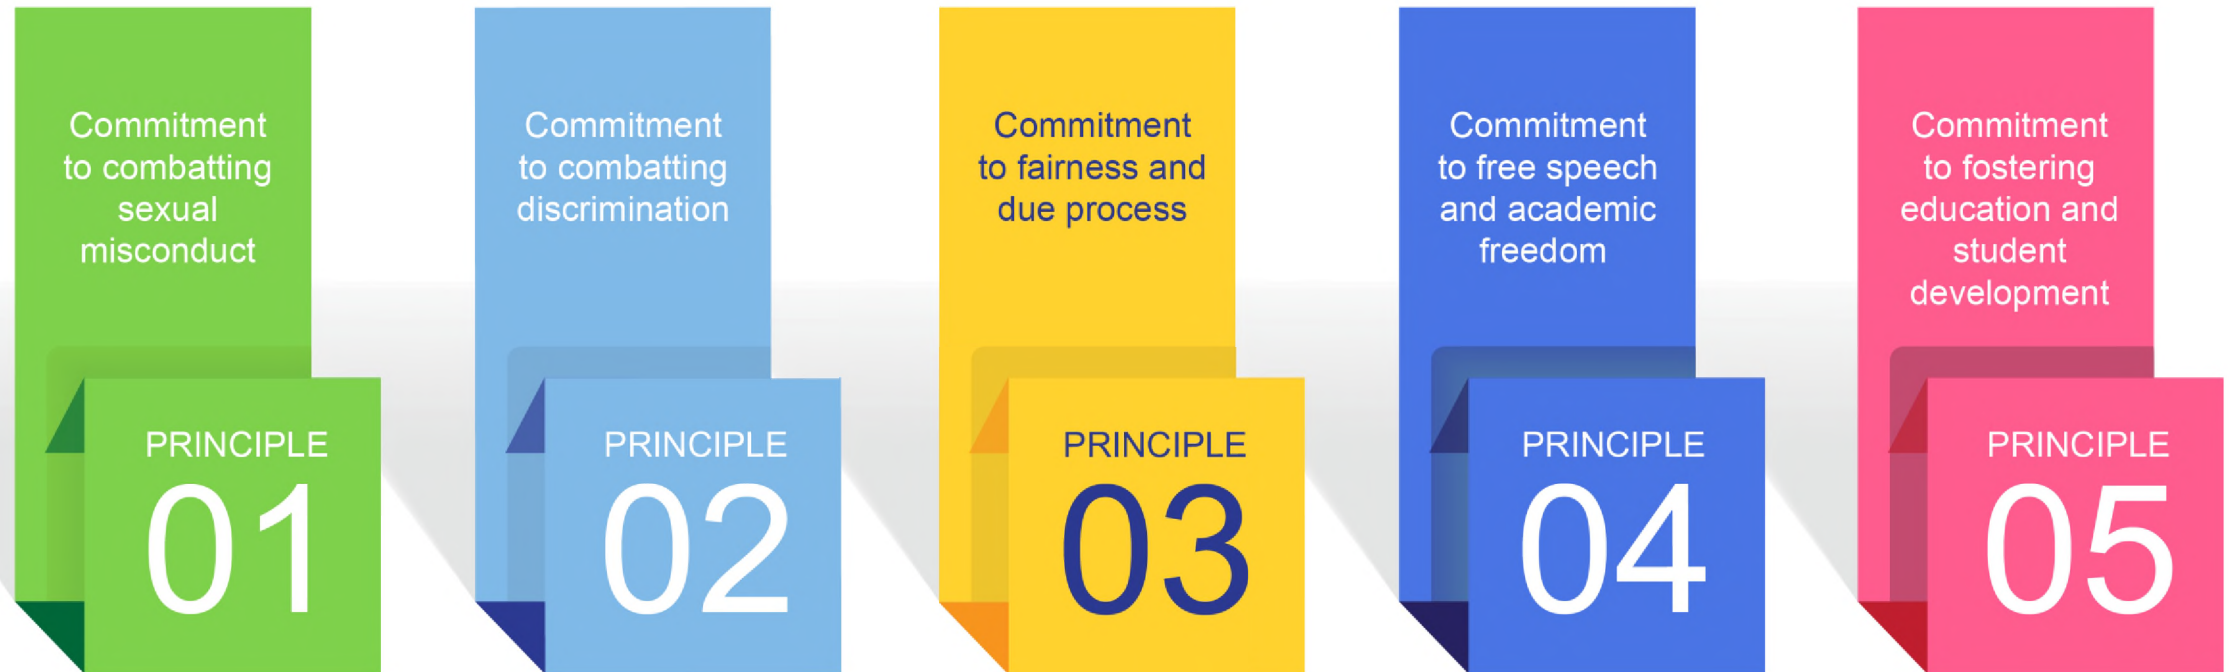 Commitment
to combatting
sexual
misconduct
PRINCIPLE
01
Commitment
to combatting
discrimination
PRINCIPLE
02
Commitment
to fairness and
due process
PRINCIPLE
03
Commitment
to free speech
and academic
freedom
PRINCIPLE
04
Commitment
to fostering
education and
student
development
PRINCIPLE
05